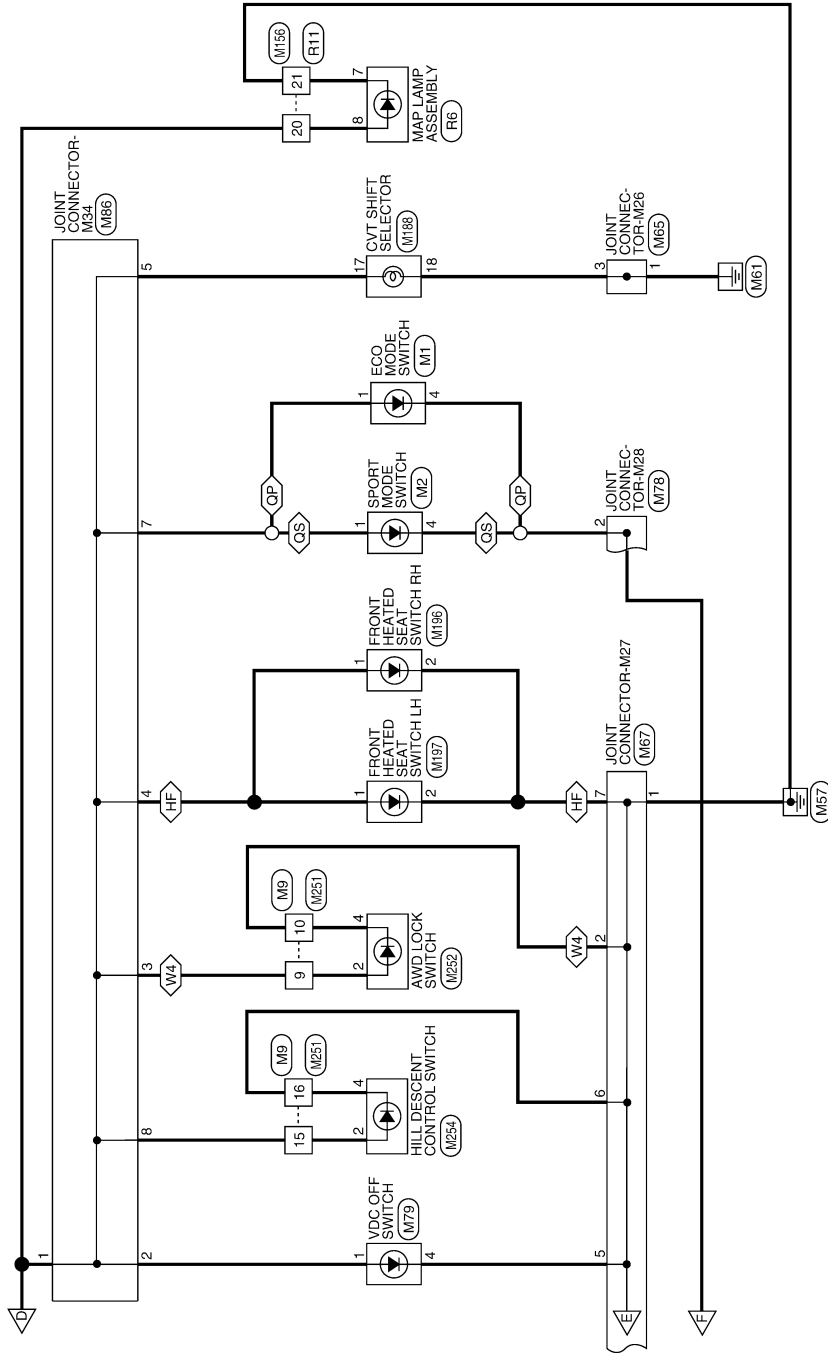 D
1
JOINT
CONNECTOR-
M34
M86
2
8
3
W4
4
HF
7
5
VDC OFF
SWITCH
M79
1
4
15
16
M9
M251
2
4
HILL DESCENT
CONTROL SWITCH
M254
9
10
M9
M251
2
4
AWD LOCK
SWITCH
M252
FRONT
HEATED
SEAT
SWITCH LH
M197
1
2
FRONT
HEATED
SEAT
SWITCH RH
M196
1
2
QS
QP
SPORT
MODE
SWITCH
M2
1
4
QS
QP
ECO
MODE
SWITCH
M1
1
4
CVT SHIFT
SELECTOR
M188
17
18
20
21
M156
R11
8
7
MAP LAMP
ASSEMBLY
R6
5
6
W4
2
HF
7
1
JOINT
CONNECTOR-M27
M67
E
2
JOINT
CONNEC-
TOR-M28
M78
F
3
JOINT
CONNEC-
TOR-M26
M65
1
M61
M57